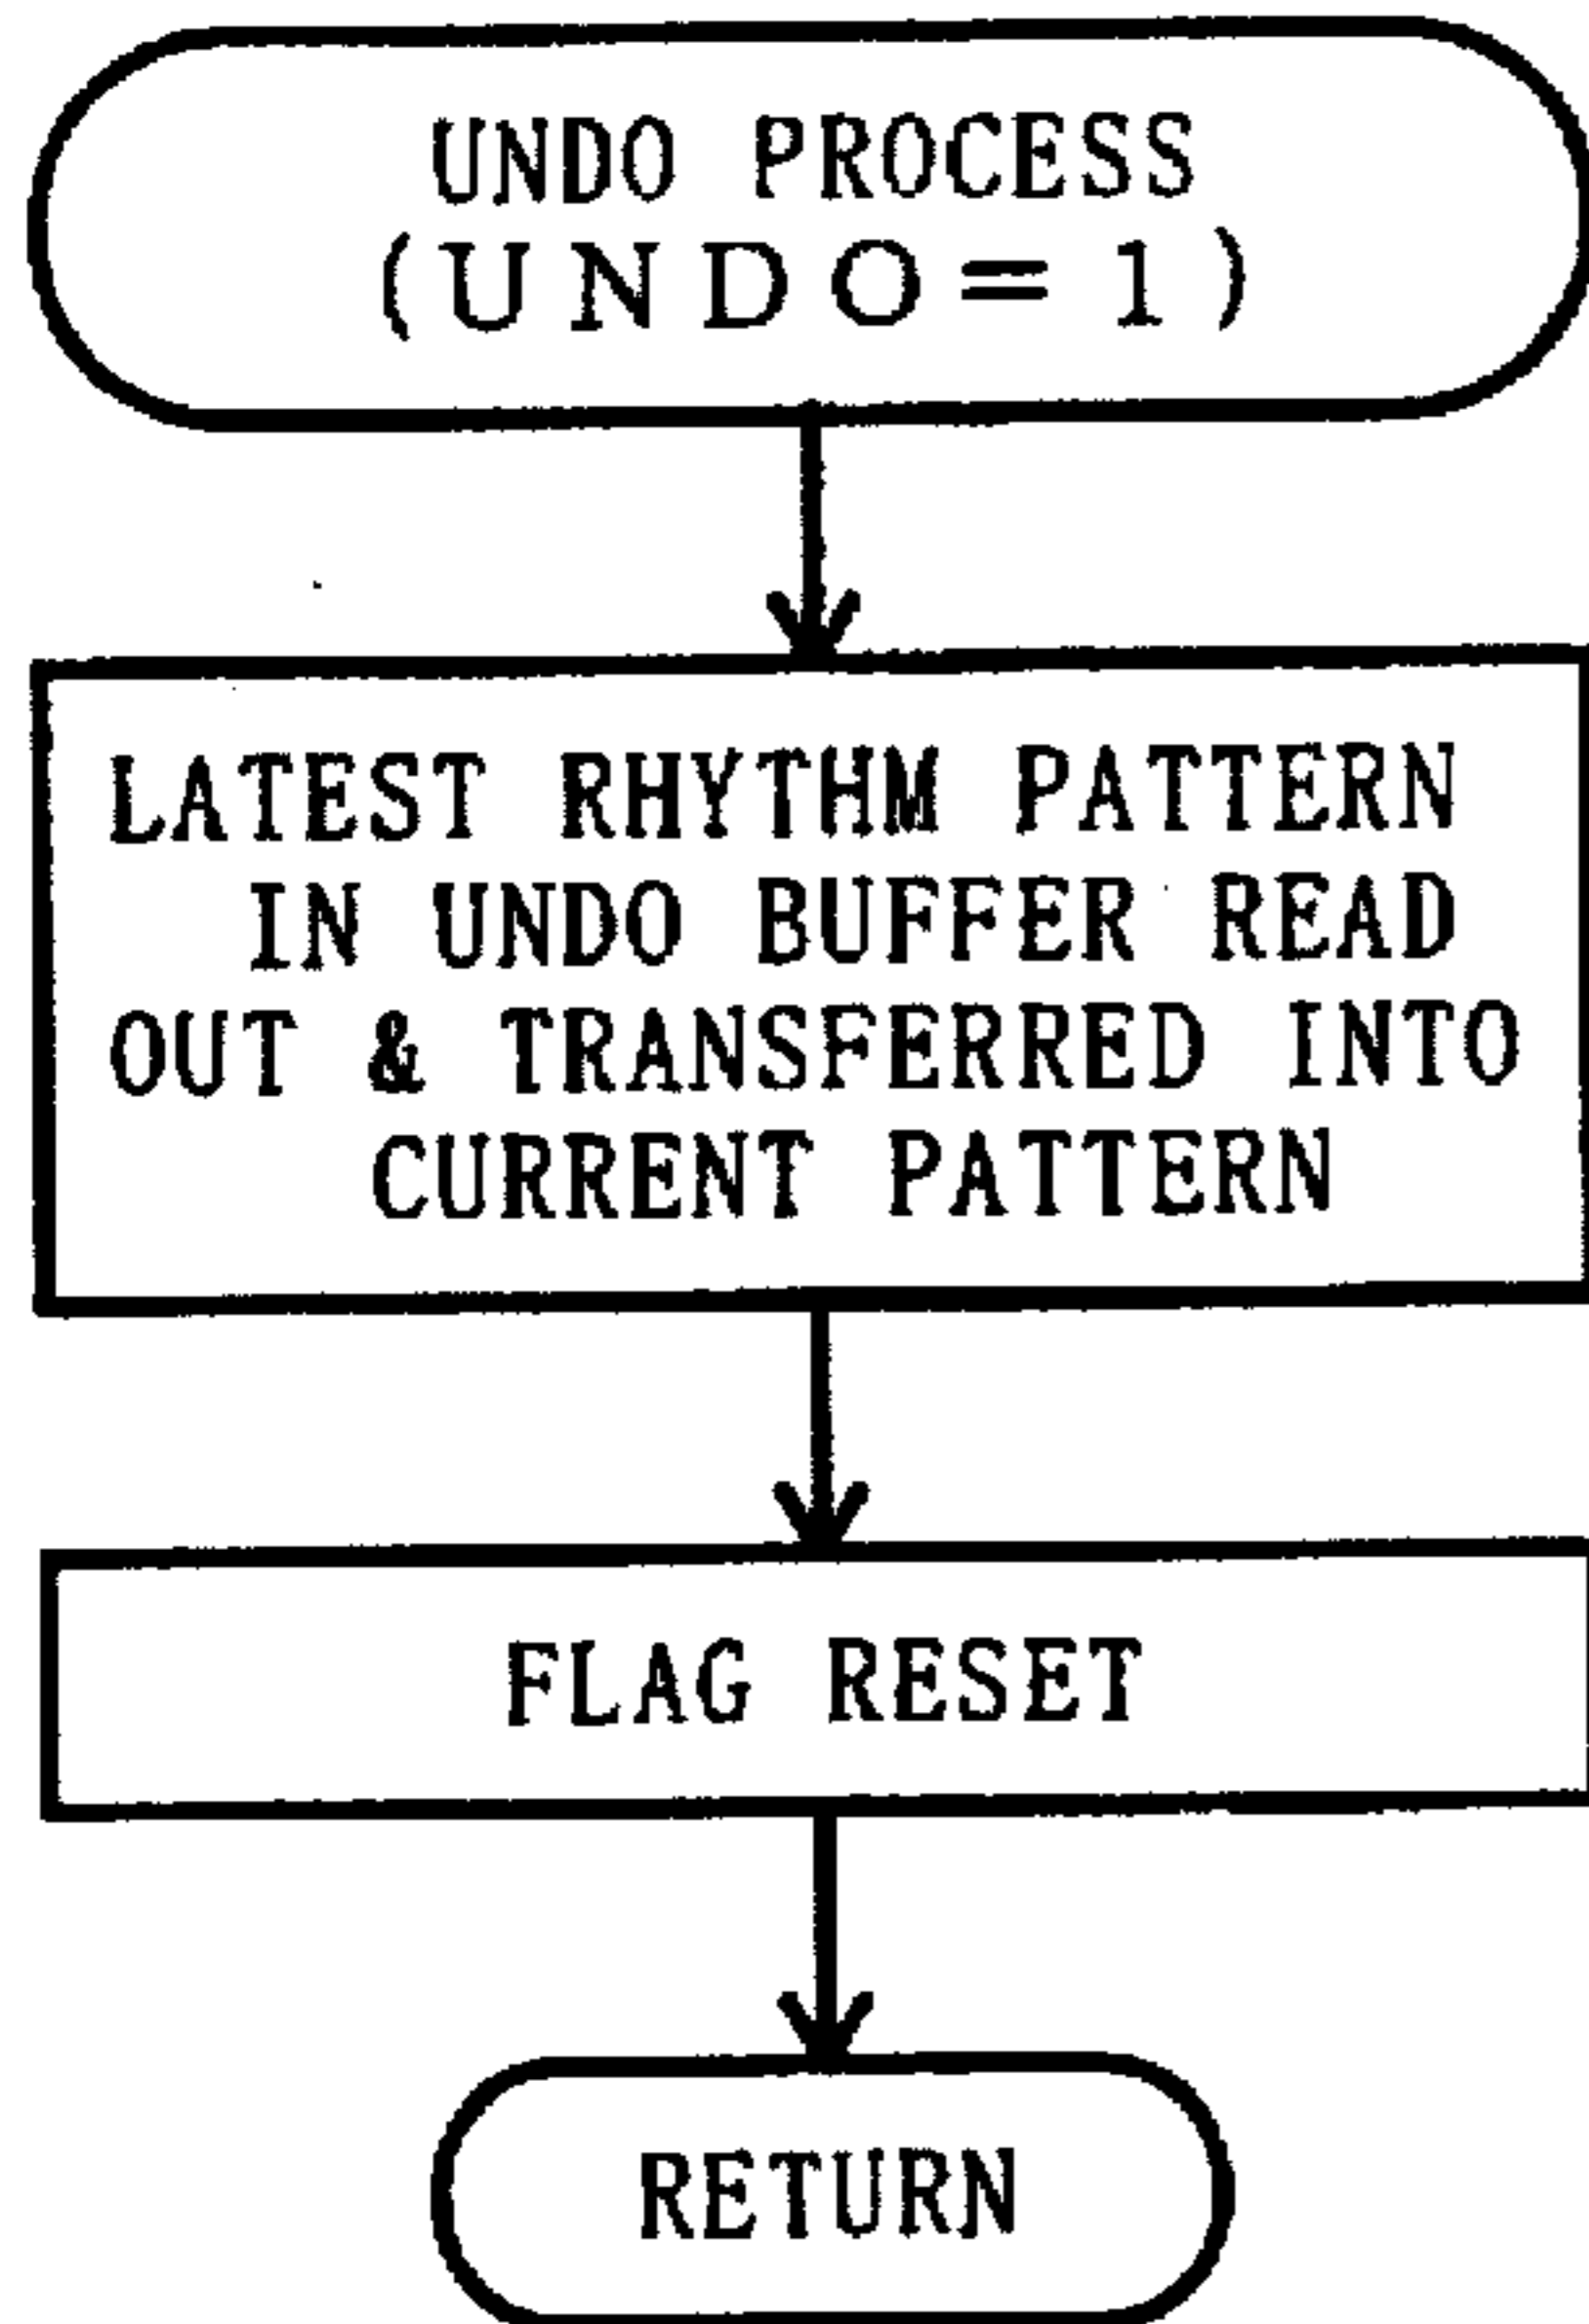 UNDO PROCESS
(UNDO=1)
LATEST RHYTHM PATTERN
IN UNDO BUFFER READ
OUT & TRANSFERRED INTO
CURRENT PATTERN
FLAG RESET
RETURN